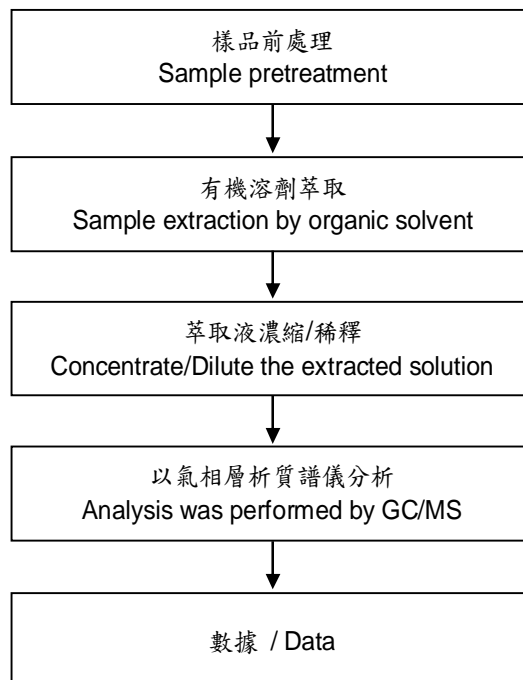 樣品前處理
Sample pretreatment
有機溶劑萃取
Sample extraction by organic solvent
萃取液濃縮/稀釋
Concentrate/Dilute the extracted solution
以氣相層析質譜儀分析
Analysis was performed by GC/MS
數據 / Data